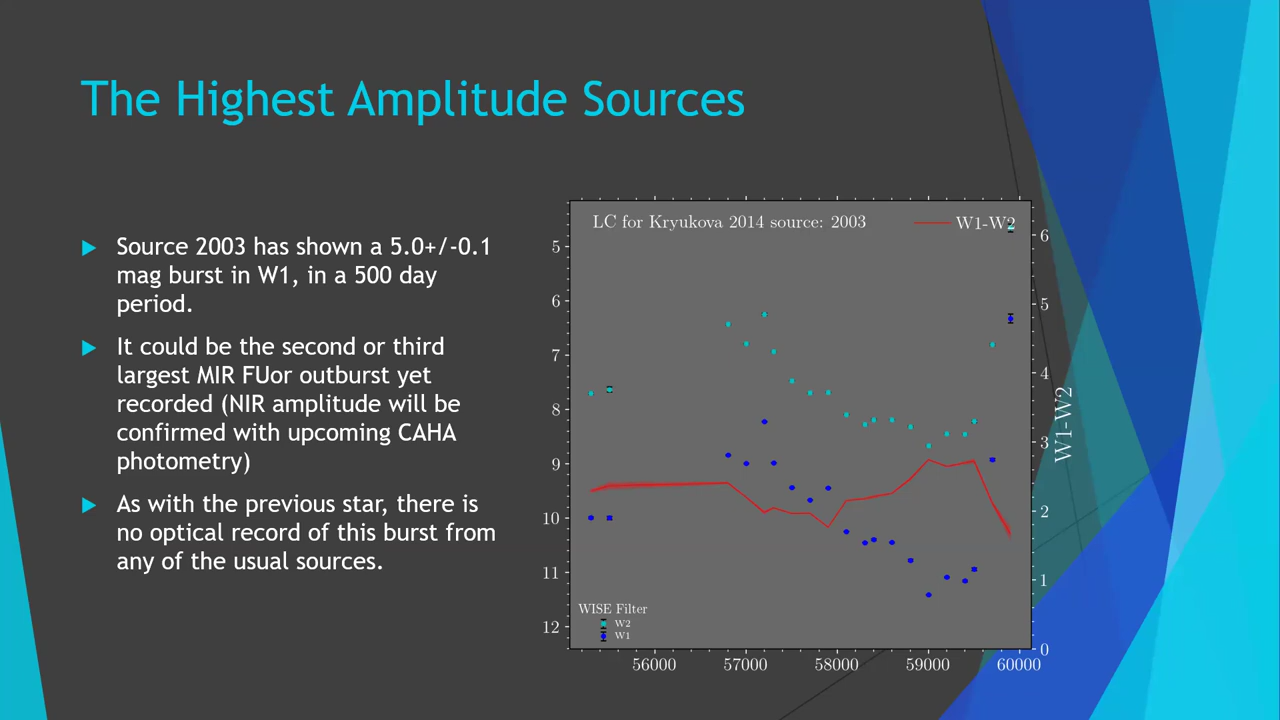 The Highest Amplitude Sources
Source 2003 has shown a 5.0+/-0.1
mag burst in W1, in a 500 day
period.
It could be the second or third
largest MIR FUor outburst yet
recorded (NIR amplitude will be
confirmed with upcoming CAHA
photometry)
As with the previous star, there is
no optical record of this burst from
any of the usual sources.
LC for Kryukova 2014 source: 2003
W1-W2
5
6
7
8
9
10
11
12
WISE Filter
W2
W1
56000
57000
58000
59000
60000
6
5
4
3
2
1
0
W1-W2